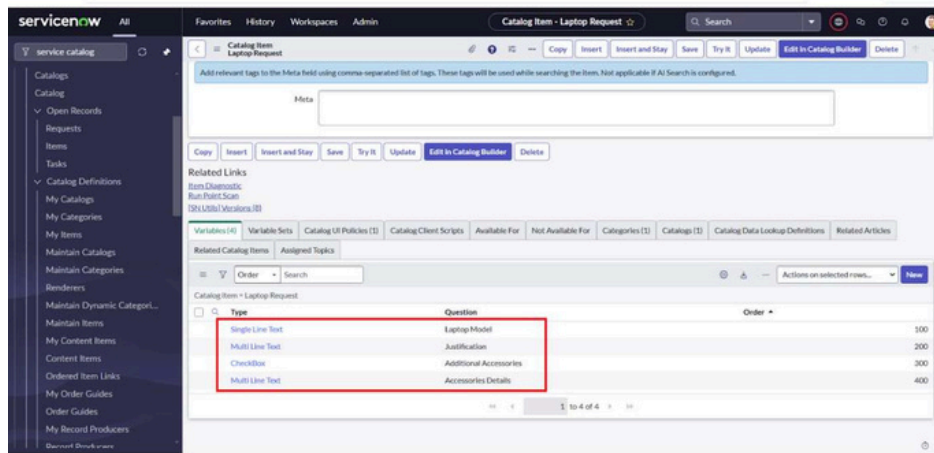 servicenow All Favorites History Workspaces Admin Catalog Item - Laptop Request Search
service catalog
Catalogs
Catalog
Open Records
Requests
Items
Tasks
Catalog Definitions
My Catalogs
My Categories
My Items
Maintain Catalogs
Maintain Categories
Renderers
Maintain Dynamic Categori...
Maintain Items
My Content Items
Content Items
Ordered Item Links
My Order Guides
Order Guides
My Record Producers
Record Producers
Catalog Item
Laptop Request
Copy Insert Insert and Stay Save Try It Update Edit in Catalog Builder Delete
Add relevant tags to the Meta field using comma-separated list of tags. These tags will be used while searching the item. Not applicable if AI Search is configured.
Meta
Copy Insert Insert and Stay Save Try It Update Edit in Catalog Builder Delete
Related Links
Item Diagnostic
Run Point Scan
[SN Utils] Versions (8)
Variables (4) Variable Sets Catalog UI Policies (1) Catalog Client Scripts Available For Not Available For Categories (1) Catalogs (1) Catalog Data Lookup Definitions Related Articles
Related Catalog Items Assigned Topics
Order Search Actions on selected rows... New
Catalog Item = Laptop Request
Type Question Order
Single Line Text Laptop Model 100
Multi Line Text Justification 200
CheckBox Additional Accessories 300
Multi Line Text Accessories Details 400
1 to 4 of 4